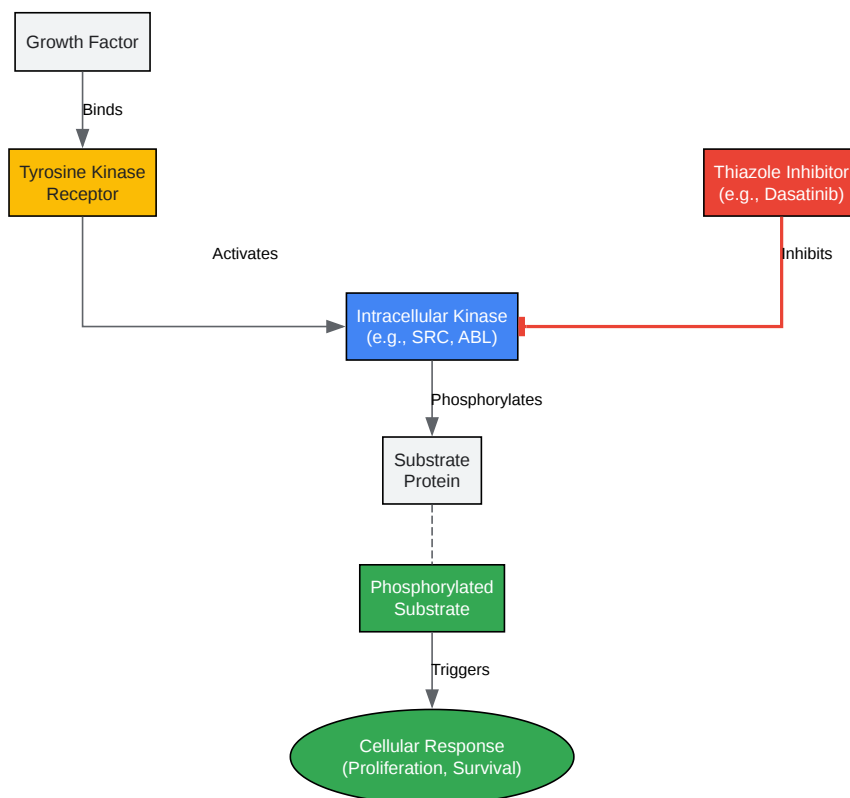 Growth Factor
Binds
Tyrosine Kinase
Receptor
Thiazole Inhibitor
(e.g., Dasatinib)
Activates
Inhibits
Intracellular Kinase
(e.g., SRC, ABL)
Phosphorylates
Substrate
Protein
Phosphorylated
Substrate
Triggers
Cellular Response
(Proliferation, Survival)